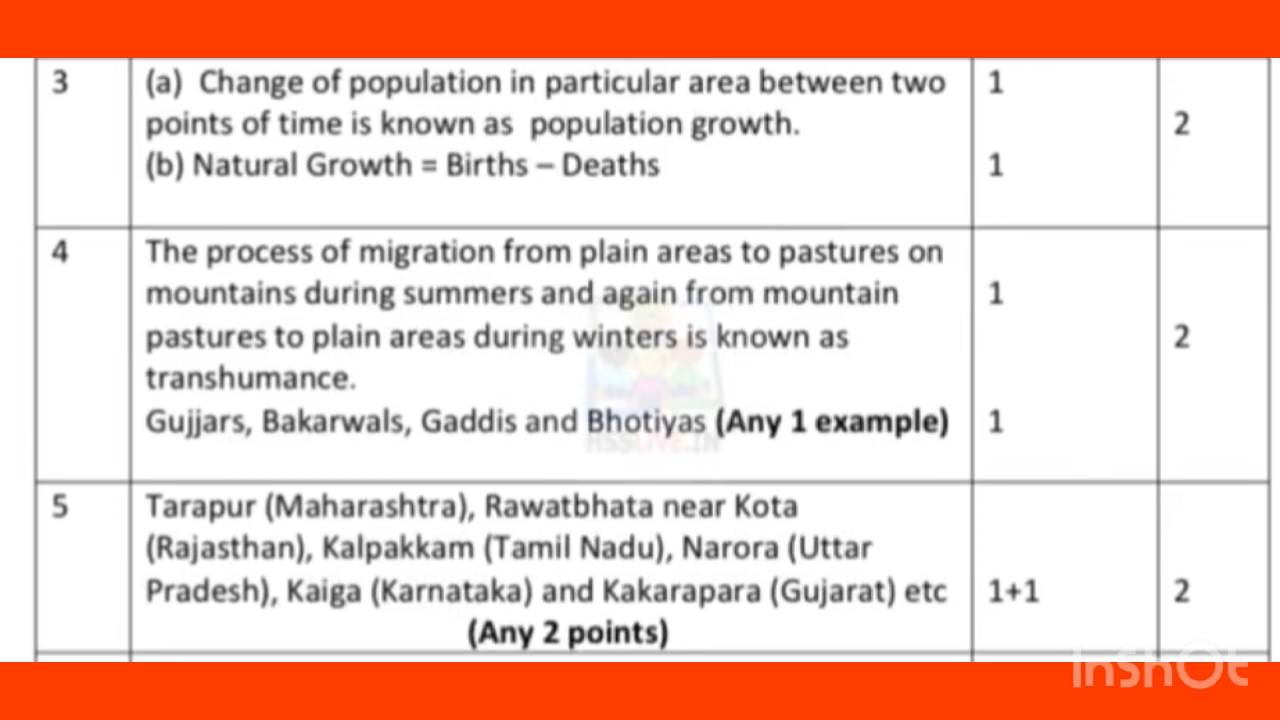 3
(a) Change of population in particular area between two
1
points of time is known as population growth.
2
(b) Natural Growth = Births – Deaths
1
4
The process of migration from plain areas to pastures on
mountains during summers and again from mountain
1
pastures to plain areas during winters is known as
2
transhumance.
Gujjars, Bakarwals, Gaddis and Bhotiyas (Any 1 example)
1
HSSLIVE.IN
5
Tarapur (Maharashtra), Rawatbhata near Kota
(Rajasthan), Kalpakkam (Tamil Nadu), Narora (Uttar
Pradesh), Kaiga (Karnataka) and Kakarapara (Gujarat) etc
1+1
2
(Any 2 points)
InShOt